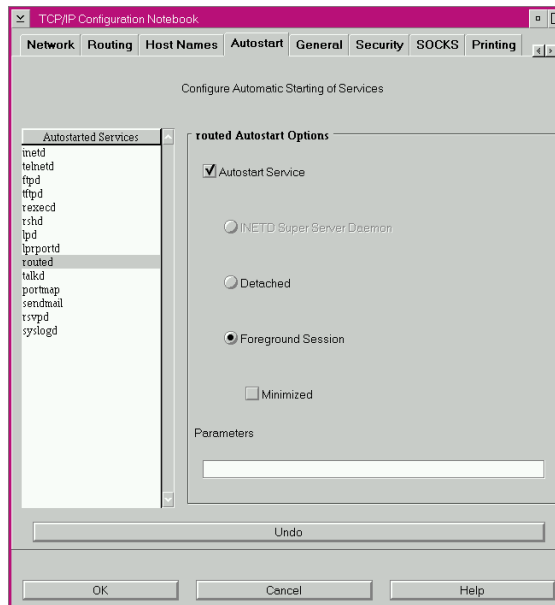 TCP/IP Configuration Notebook
Network Routing Host Names Autostart General Security SOCKS Printing
Configure Automatic Starting of Services
Autostarted Services
inetd
telnetd
ftpd
tftpd
rexecd
rshd
lpd
lprportd
routed
talkd
portmap
sendmail
rsvpd
syslogd
routed Autostart Options
Autostart Service
INETD Super Server Daemon
Detached
Foreground Session
Minimized
Parameters
Undo
OK Cancel Help